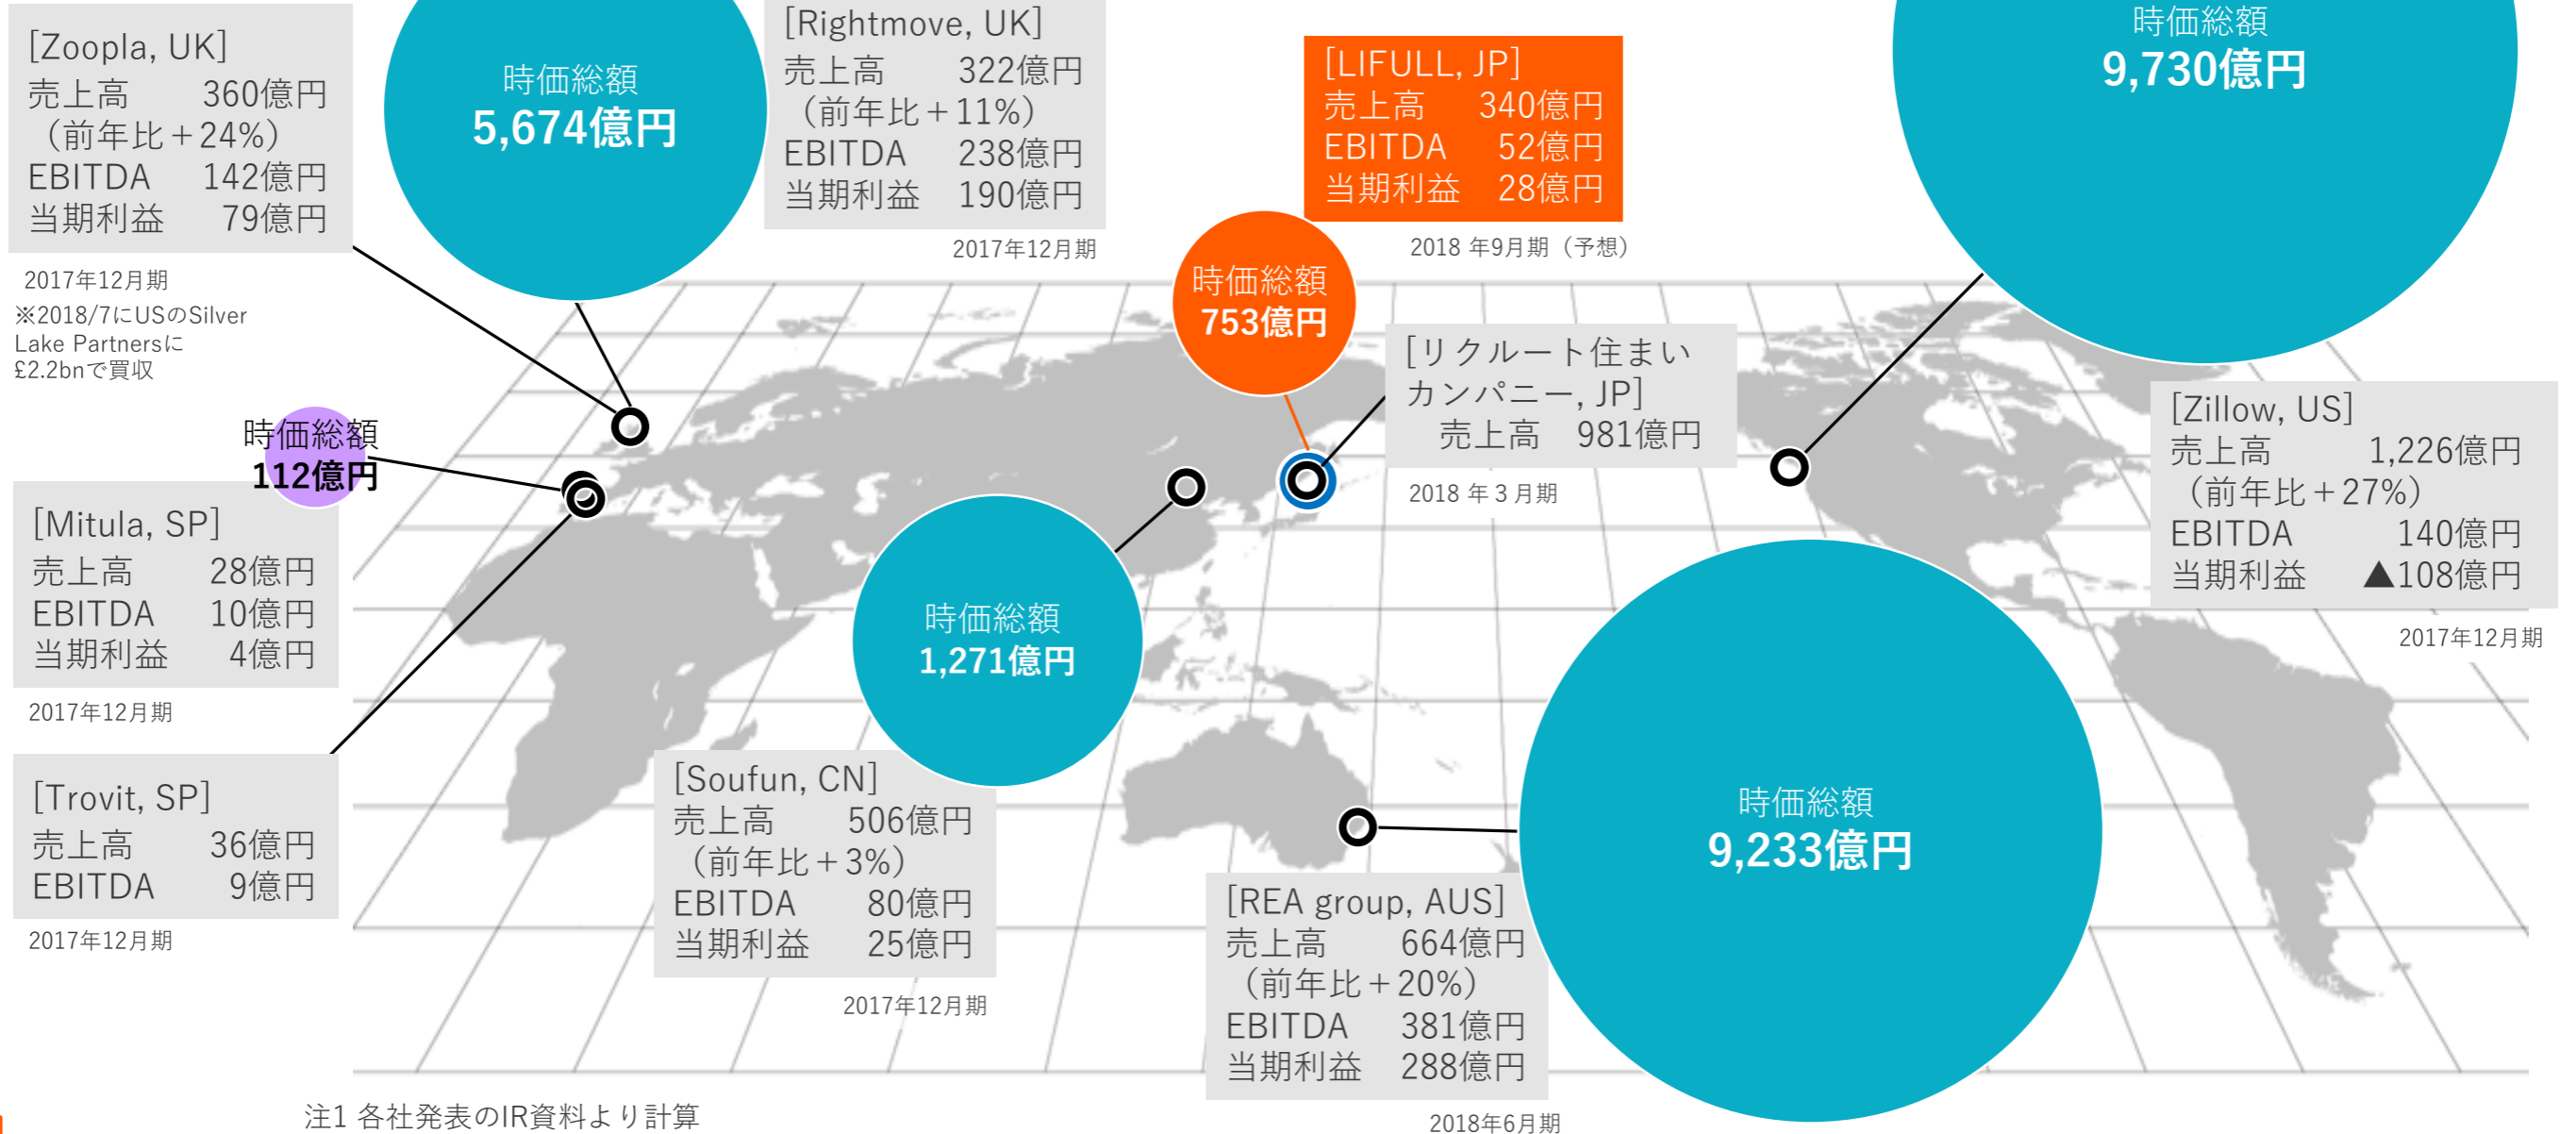 [Zoopla, UK]
売上高 360億円
（前年比＋24%）
EBITDA 142億円
当期利益 79億円
2017年12月期
※2018/7にUSのSilver
Lake Partnersに
£2.2bnで買収
時価総額
5,674億円
[Rightmove, UK]
売上高 322億円
（前年比＋11%）
EBITDA 238億円
当期利益 190億円
2017年12月期
[LIFULL, JP]
売上高 340億円
EBITDA 52億円
当期利益 28億円
2018 年9月期（予想）
時価総額
753億円
時価総額
9,730億円
[リクルート住まい
カンパニー, JP]
売上高 981億円
2018 年３月期
[Zillow, US]
売上高 1,226億円
（前年比＋27%）
EBITDA 140億円
当期利益 ▲108億円
2017年12月期
時価総額
112億円
[Mitula, SP]
売上高 28億円
EBITDA 10億円
当期利益 4億円
2017年12月期
[Trovit, SP]
売上高 36億円
EBITDA 9億円
2017年12月期
時価総額
1,271億円
[Soufun, CN]
売上高 506億円
（前年比＋3%）
EBITDA 80億円
当期利益 25億円
2017年12月期
時価総額
9,233億円
[REA group, AUS]
売上高 664億円
（前年比＋20%）
EBITDA 381億円
当期利益 288億円
2018年6月期
注1 各社発表のIR資料より計算